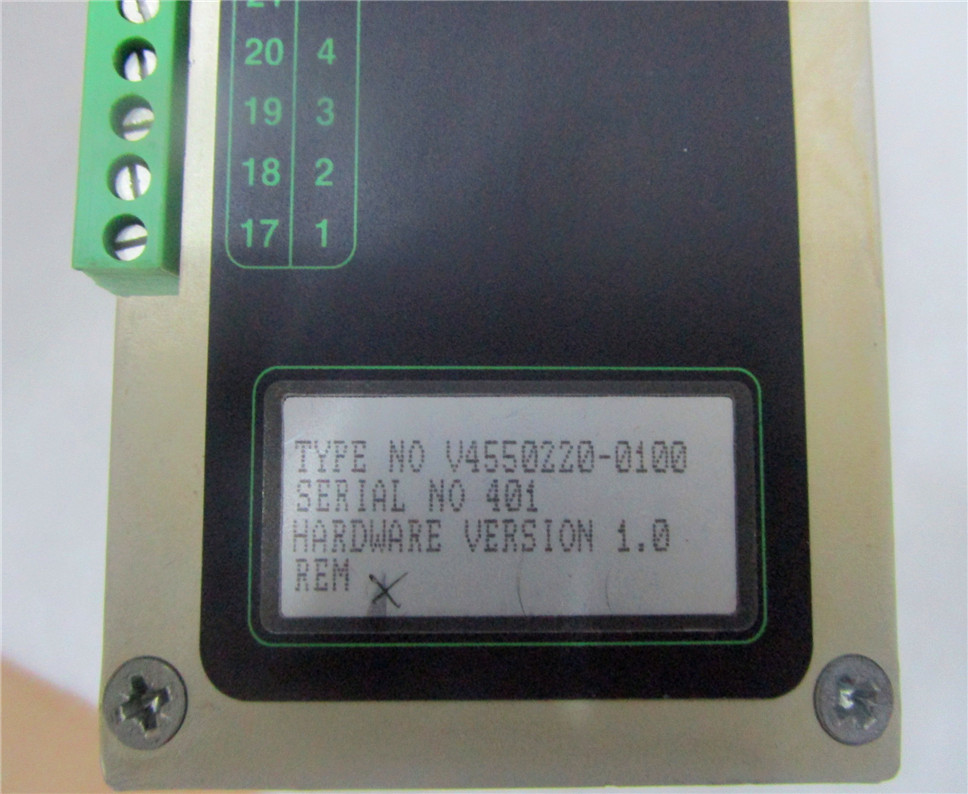 21
20 4
19 3
18 2
17 1
TYPE NO V4550220-0100
SERIAL NO 401
HARDWARE VERSION 1.0
REM X